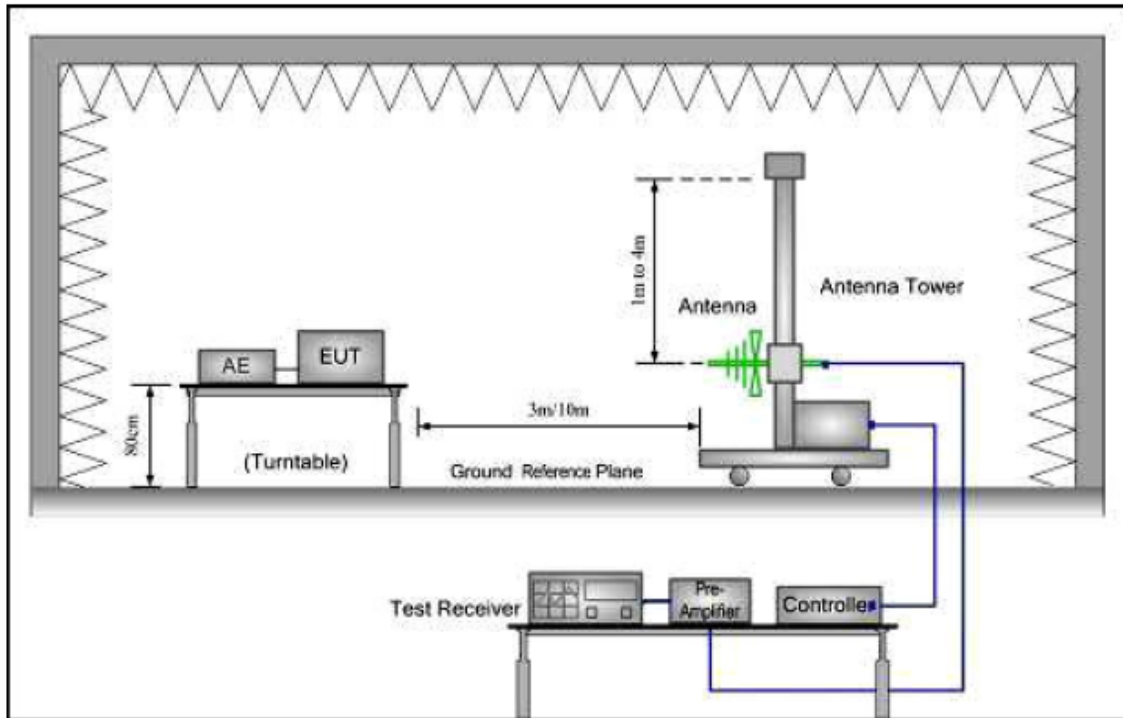 1m to 4m
Antenna
Antenna Tower
AE
EUT
80cm
3m/10m
(Turntable)
Ground Reference Plane
Test Receiver
Pre-
Amplifier
Controller